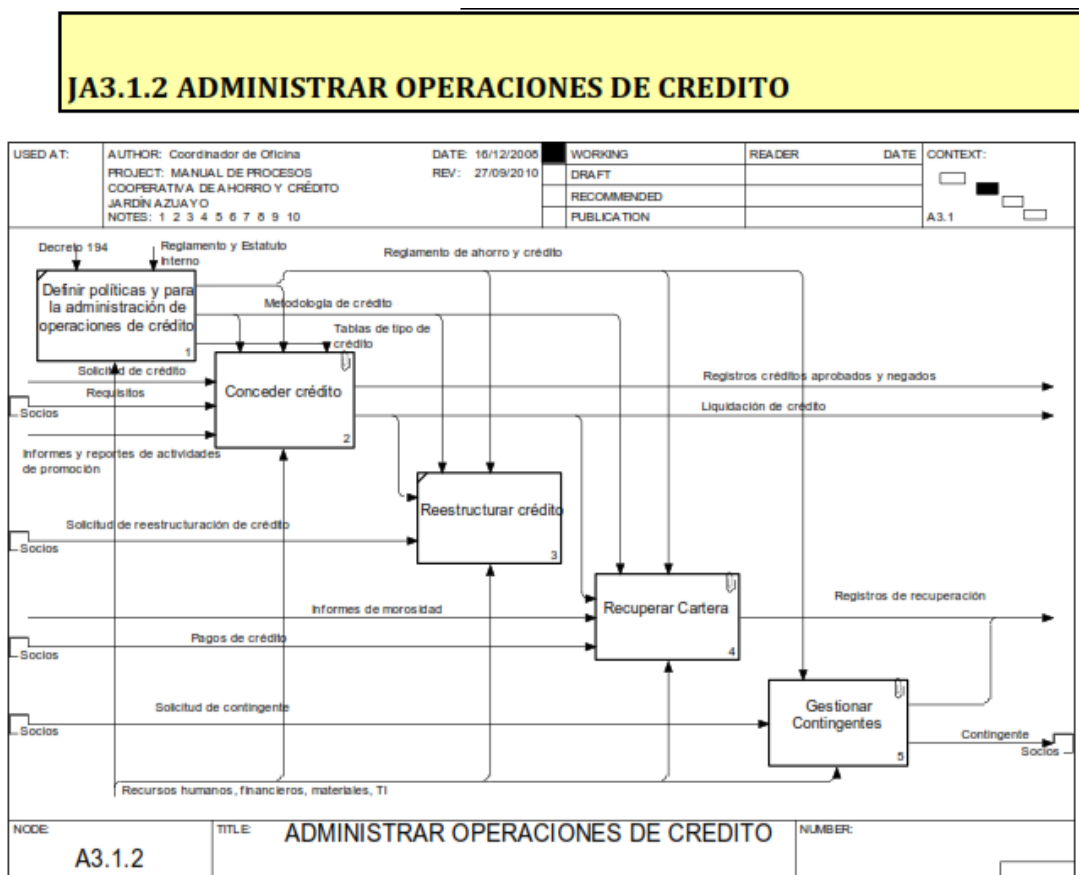 JA3.1.2 ADMINISTRAR OPERACIONES DE CREDITO
USED AT:
AUTHOR: Coordinador de Oficina
DATE: 16/12/2008
PROJECT: MANUAL DE PROCESOS
REV: 27/09/2010
COOPERATIVA DE AHORRO Y CRÉDITO
JARDÍN AZUAYO
NOTES: 1 2 3 4 5 6 7 8 9 10
WORKING
DRAFT
RECOMMENDED
PUBLICATION
READER
DATE
CONTEXT:
A3.1
Decreto 194
Reglamento y Estatuto
Interno
Reglamento de ahorro y crédito
Definir políticas y para
la administración de
operaciones de crédito
1
Metodología de crédito
Tablas de tipo de
crédito
Solicitud de crédito
Requisitos
Socios
Informes y reportes de actividades
de promoción
Conceder crédito
2
Registros créditos aprobados y negados
Liquidación de crédito
Reestructurar crédito
3
Solicitud de reestructuración de crédito
Socios
Recuperar Cartera
4
Informes de morosidad
Registros de recuperación
Pagos de crédito
Socios
Solicitud de contingente
Socios
Gestionar
Contingentes
5
Contingente
Socios
Recursos humanos, financieros, materiales, TI
NODE:
A3.1.2
TITLE:
ADMINISTRAR OPERACIONES DE CREDITO
NUMBER: